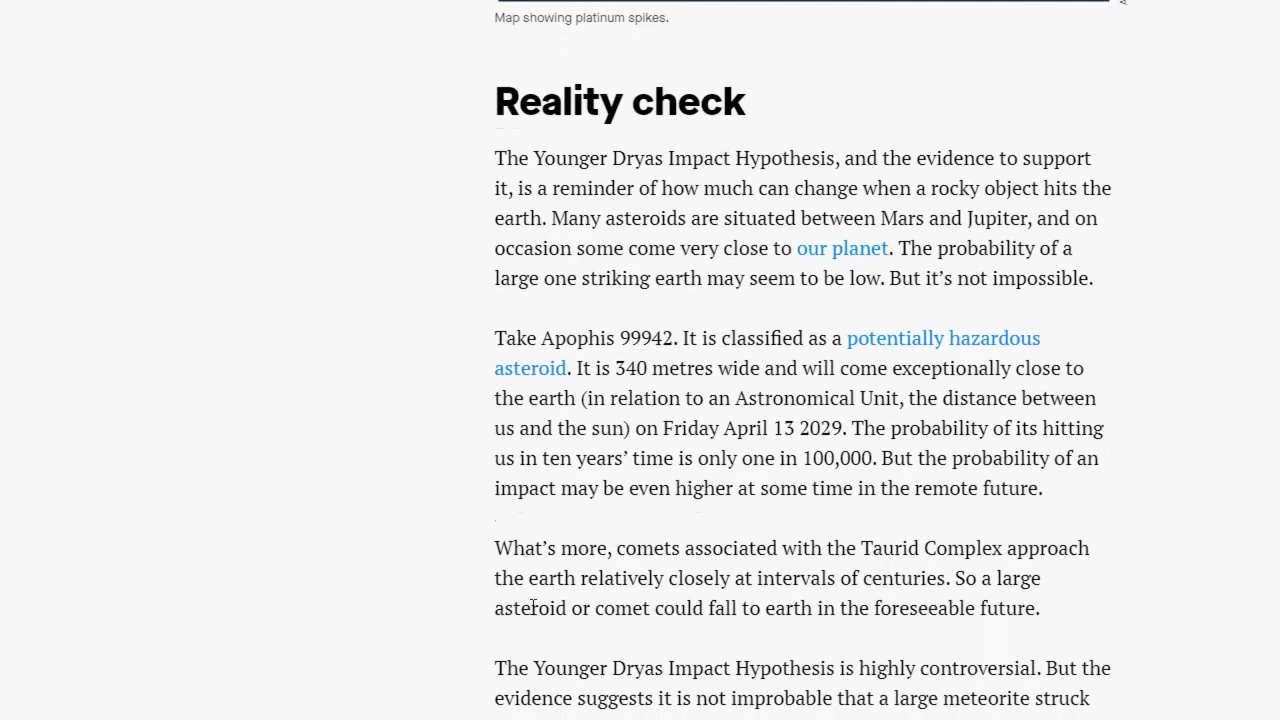 Map showing platinum spikes.
Reality check
The Younger Dryas Impact Hypothesis, and the evidence to support
it, is a reminder of how much can change when a rocky object hits the
earth. Many asteroids are situated between Mars and Jupiter, and on
occasion some come very close to our planet. The probability of a
large one striking earth may seem to be low. But it’s not impossible.
Take Apophis 99942. It is classified as a potentially hazardous
asteroid. It is 340 metres wide and will come exceptionally close to
the earth (in relation to an Astronomical Unit, the distance between
us and the sun) on Friday April 13 2029. The probability of its hitting
us in ten years’ time is only one in 100,000. But the probability of an
impact may be even higher at some time in the remote future.
What’s more, comets associated with the Taurid Complex approach
the earth relatively closely at intervals of centuries. So a large
asteroid or comet could fall to earth in the foreseeable future.
The Younger Dryas Impact Hypothesis is highly controversial. But the
evidence suggests it is not improbable that a large meteorite struck